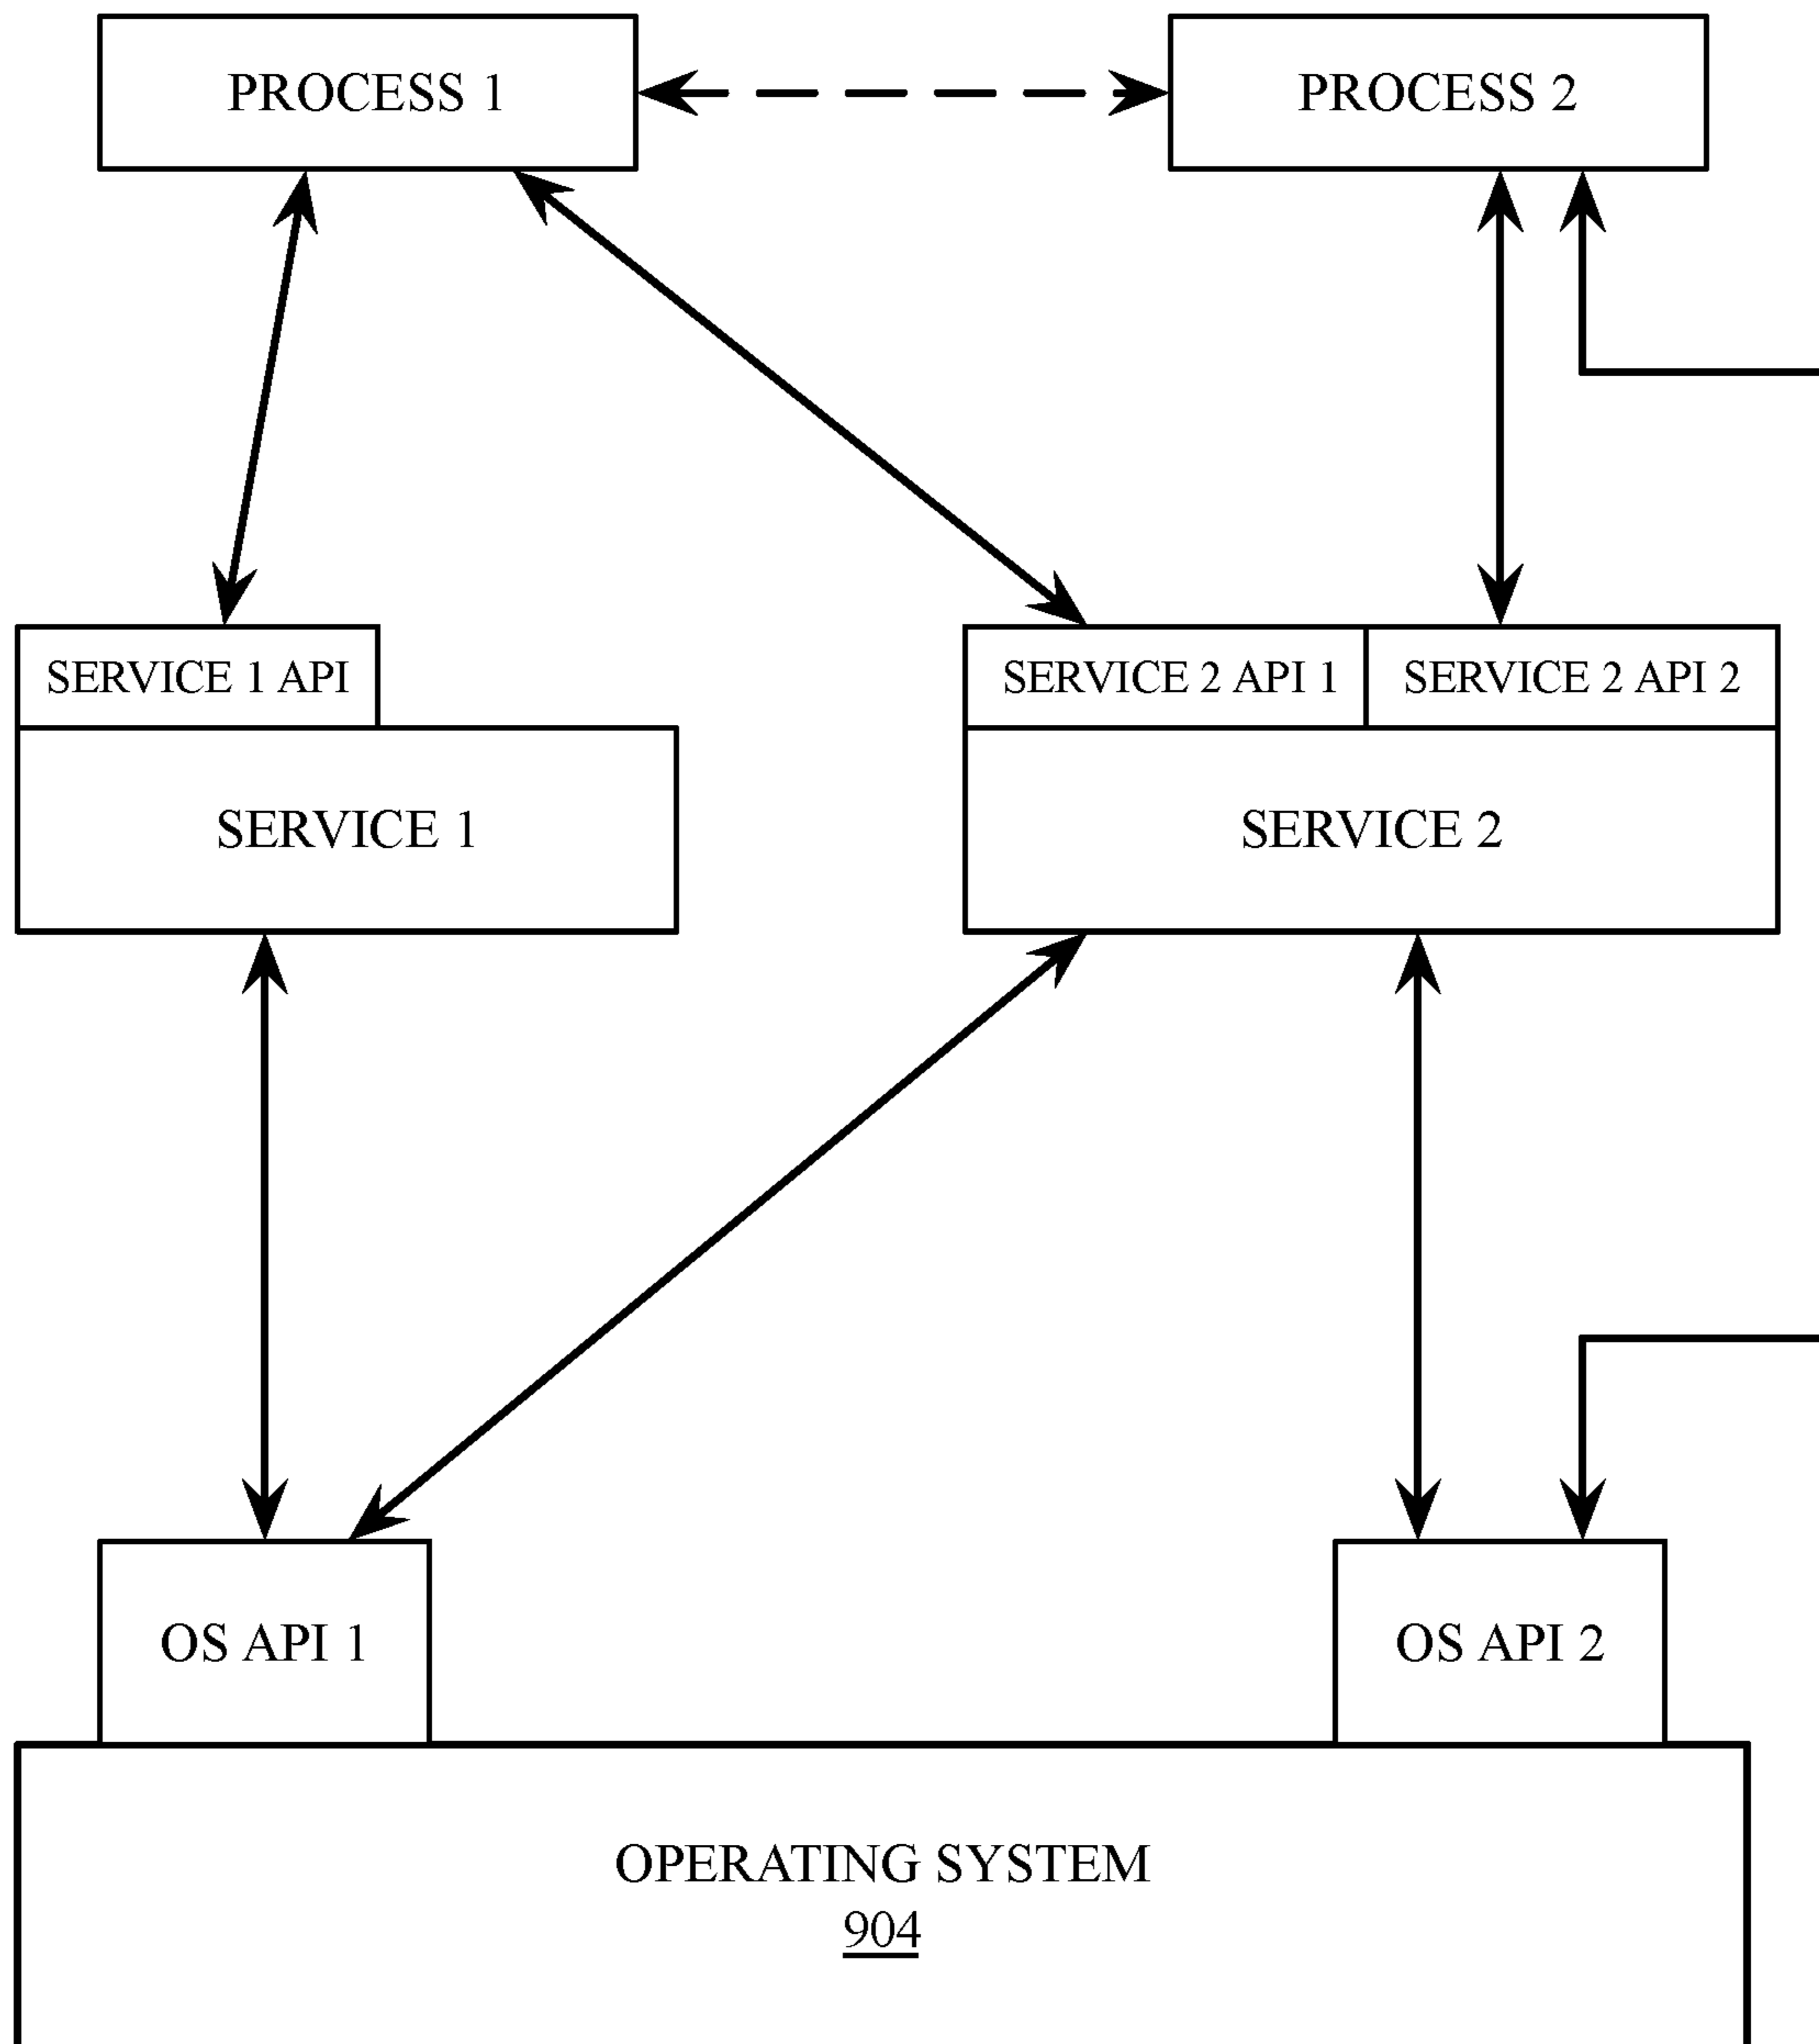 PROCESS 1
PROCESS 2
SERVICE 1 API
SERVICE 2 API 1
SERVICE 2 API 2
SERVICE 1
SERVICE 2
OS API 1
OS API 2
OPERATING SYSTEM
904